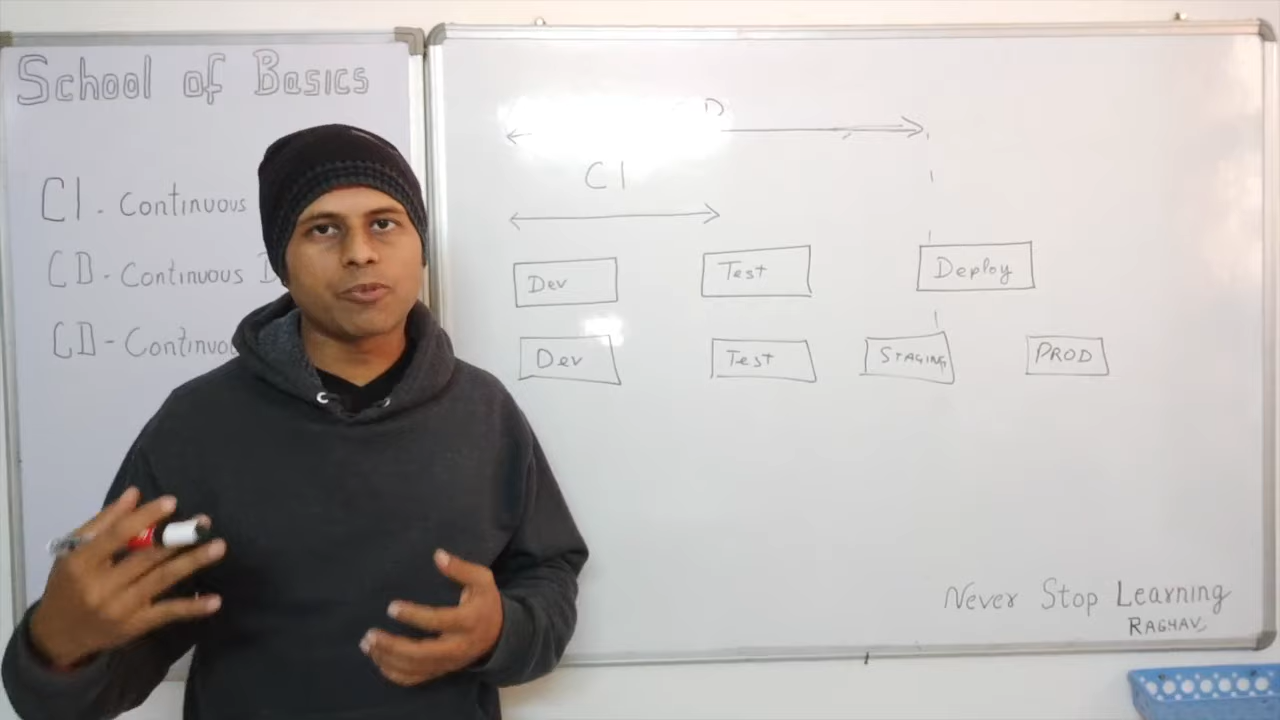 School of Basics
CI - Continuous
CD - Continuous
CD - Continuou
D
CI
Dev
Test
Deploy
Dev
Test
STAGING
PROD
Never Stop Learning
RAGHAV